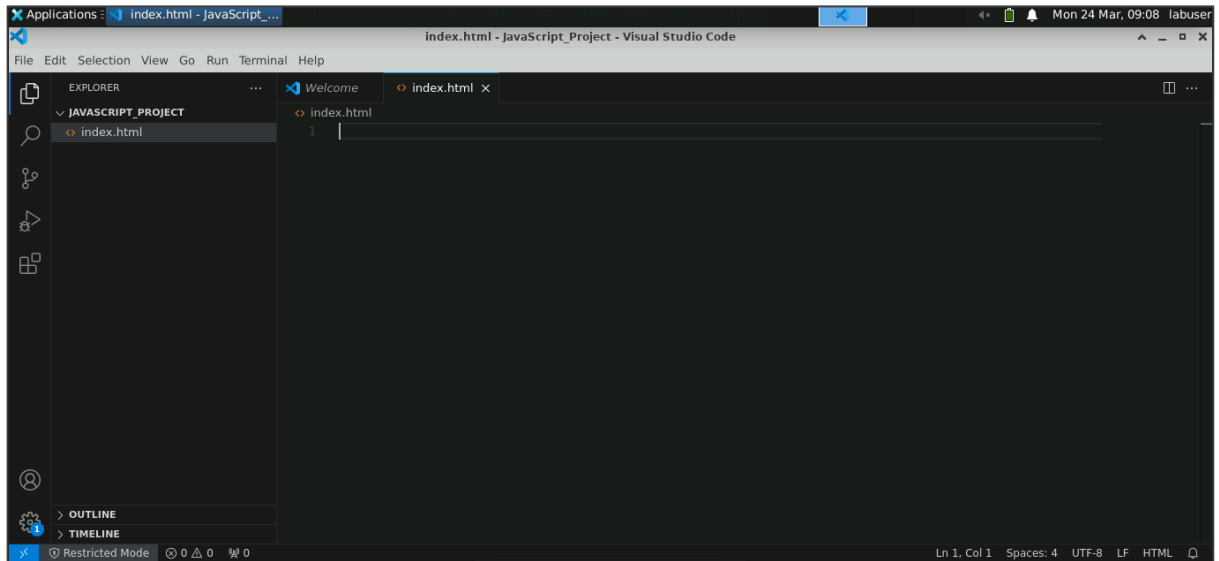 Applications index.html - JavaScript_... Mon 24 Mar, 09:08 labuser
index.html - JavaScript_Project - Visual Studio Code
File Edit Selection View Go Run Terminal Help
EXPLORER ... Welcome index.html
JAVASCRIPT_PROJECT index.html
index.html 1
OUTLINE
1
TIMELINE
Restricted Mode 0 0 0 Ln 1, Col 1 Spaces: 4 UTF-8 LF HTML